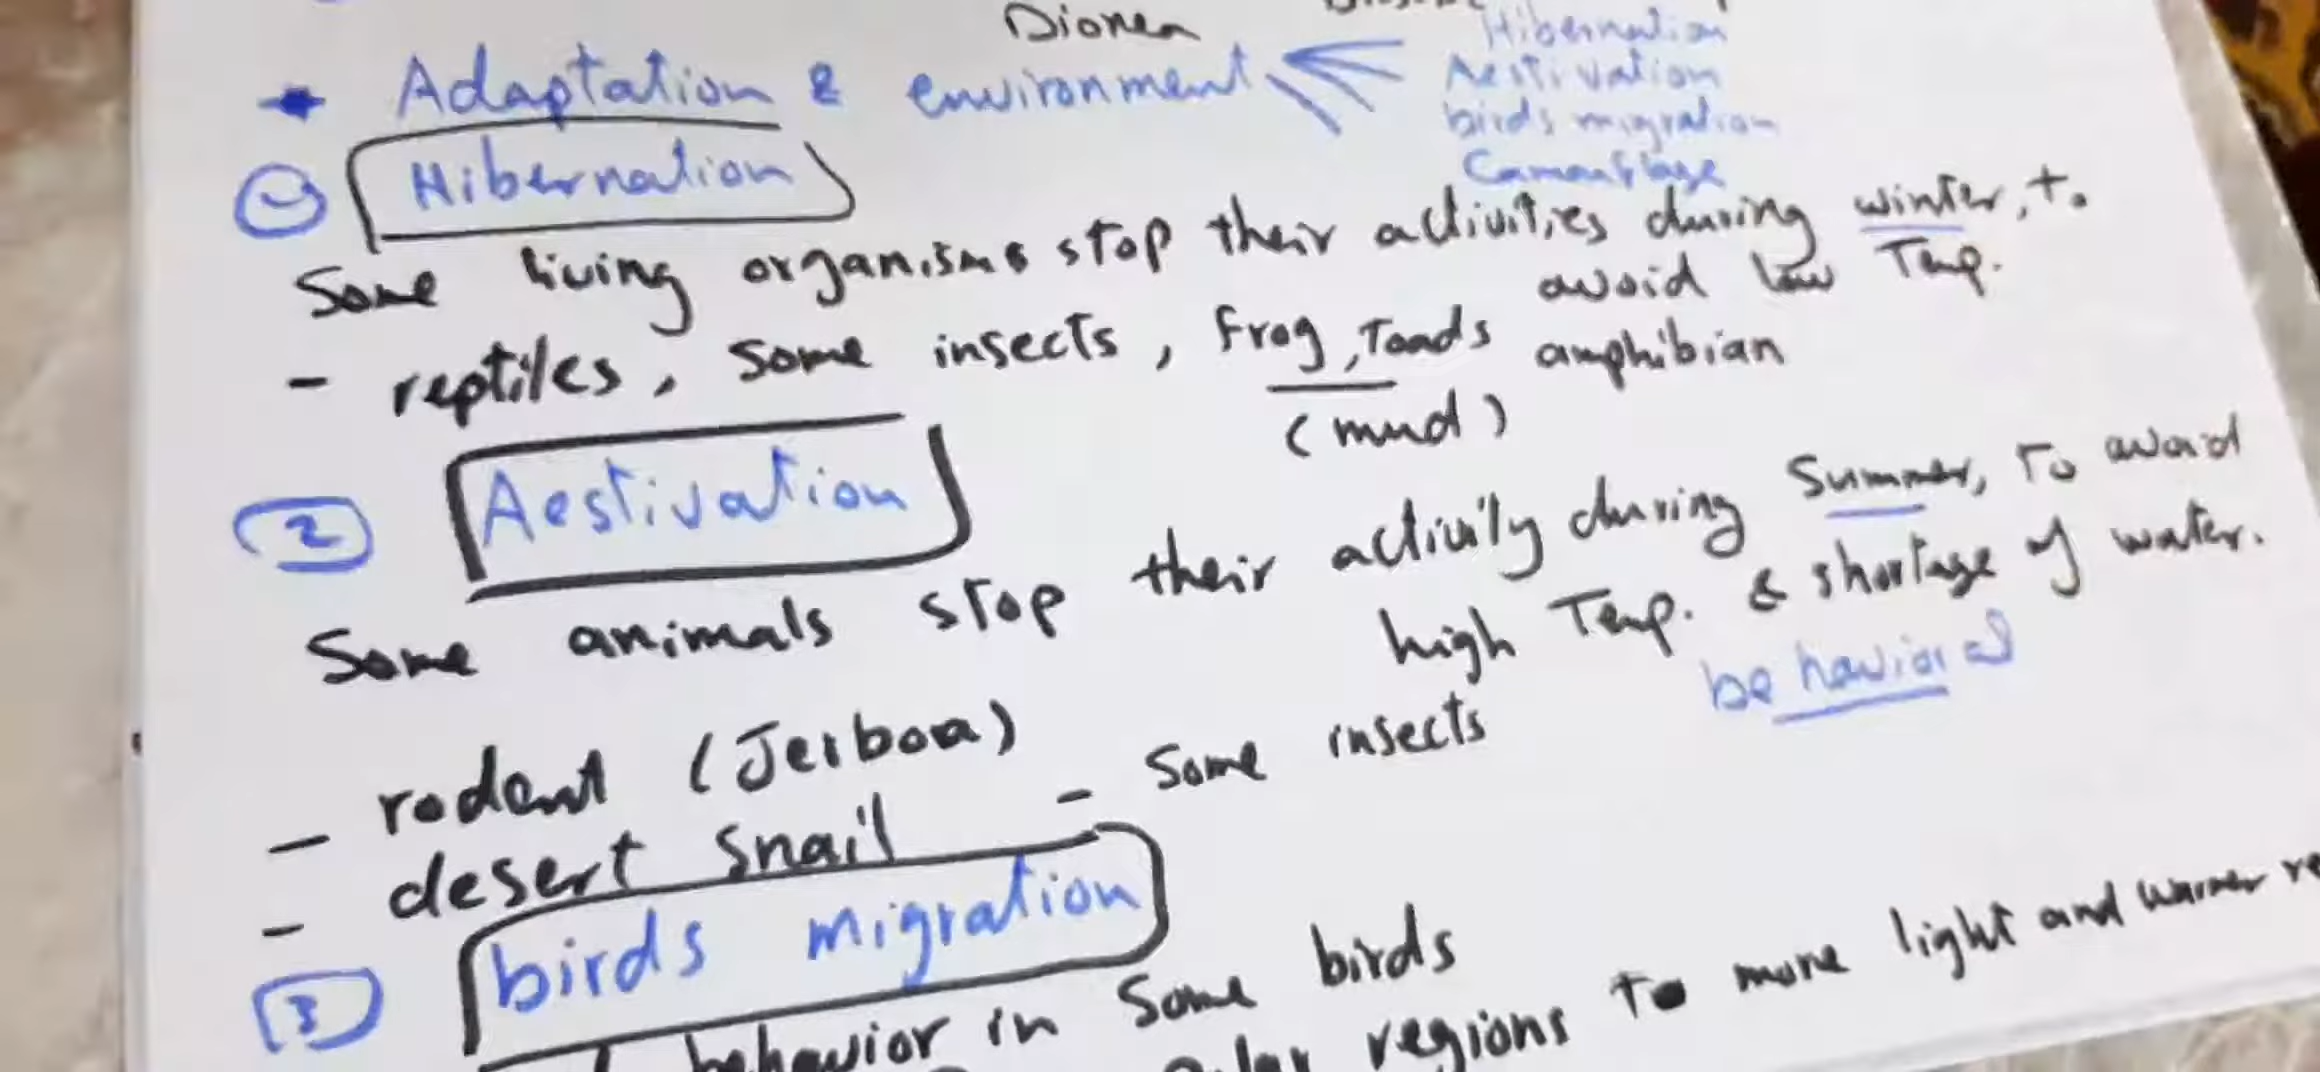 Dionea
Hibernation
★ Adaptation & environment
Aestivation
birds migration
Camouflage
1 Hibernation
Some living organisms stop their activities during winter, to
avoid low Temp.
- reptiles, some insects, frog, Toads amphibian
(mud)
2 Aestivation
Some animals stop their activity during Summer, To avoid
high Temp. & shortage of water.
behavioral
- rodent (Jerboa)
- some insects
- desert snail
3 birds migration
behavior in some birds
regions to more light and warmer